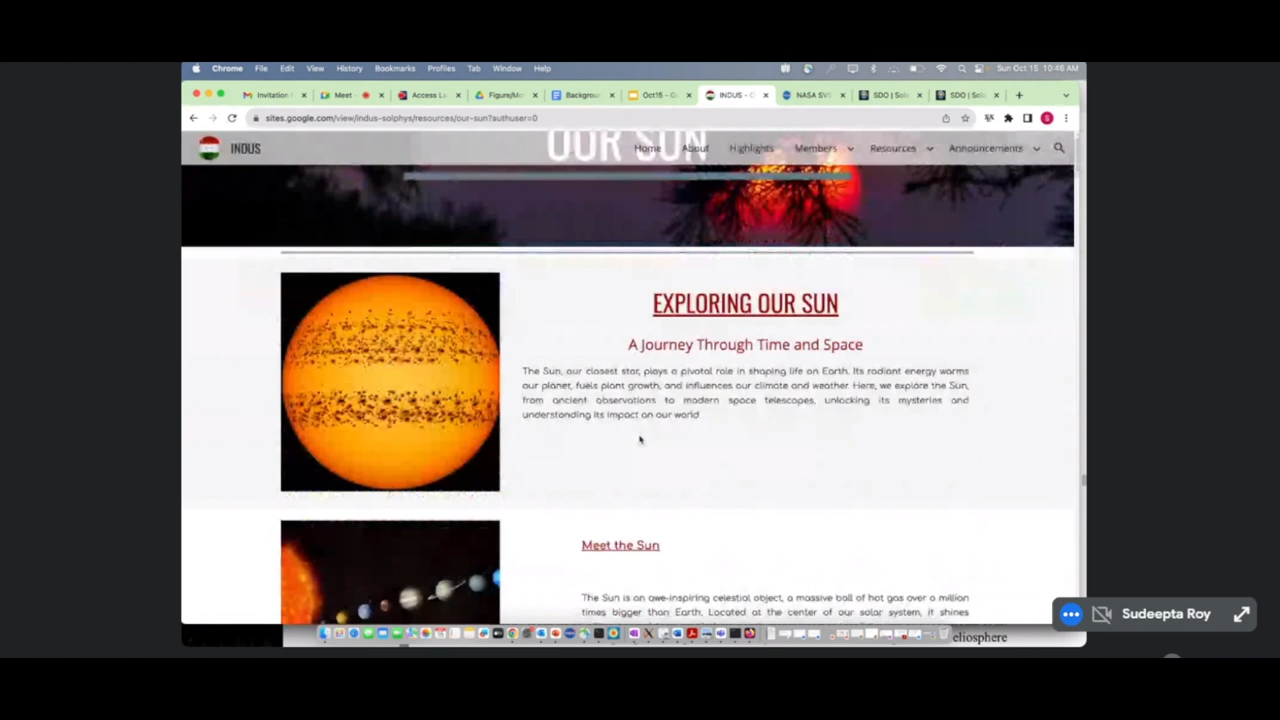 Chrome File Edit View History Bookmarks Profiles Tab Window Help Sun Oct 15 10:46 AM
Invitation Meet - Access L Figure/Mo Backgrou Oct15 - G INDUS - O NASA SVS SDO | Sola SDO | Sola
sites.google.com/view/indus-solphys/resources/our-sun?authuser=0
OUR SUN
INDUS Home About Highlights Members Resources Announcements
EXPLORING OUR SUN
A Journey Through Time and Space
The Sun, our closest star, plays a pivotal role in shaping life on Earth. Its radiant energy warms
our planet, fuels plant growth, and influences our climate and weather. Here, we explore the Sun,
from ancient observations to modern space telescopes, unlocking its mysteries and
understanding its impact on our world
Meet the Sun
The Sun is an awe-inspiring celestial object, a massive ball of hot gas over a million
times bigger than Earth. Located at the center of our solar system, it shines
Sudeepta Roy
eliosphere